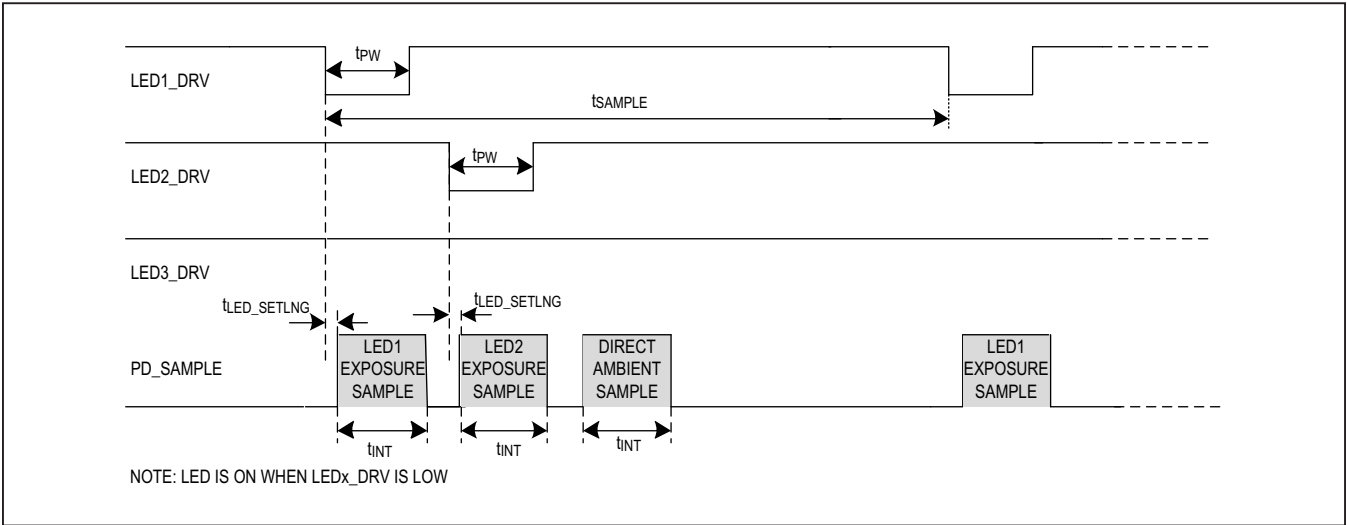 tPW
LED1_DRV
tSAMPLE
tPW
LED2_DRV
LED3_DRV
tLED_SETLNG
tLED_SETLNG
PD_SAMPLE
LED1
EXPOSURE
SAMPLE
LED2
EXPOSURE
SAMPLE
DIRECT
AMBIENT
SAMPLE
LED1
EXPOSURE
SAMPLE
tINT
tINT
tINT
NOTE: LED IS ON WHEN LEDx_DRV IS LOW